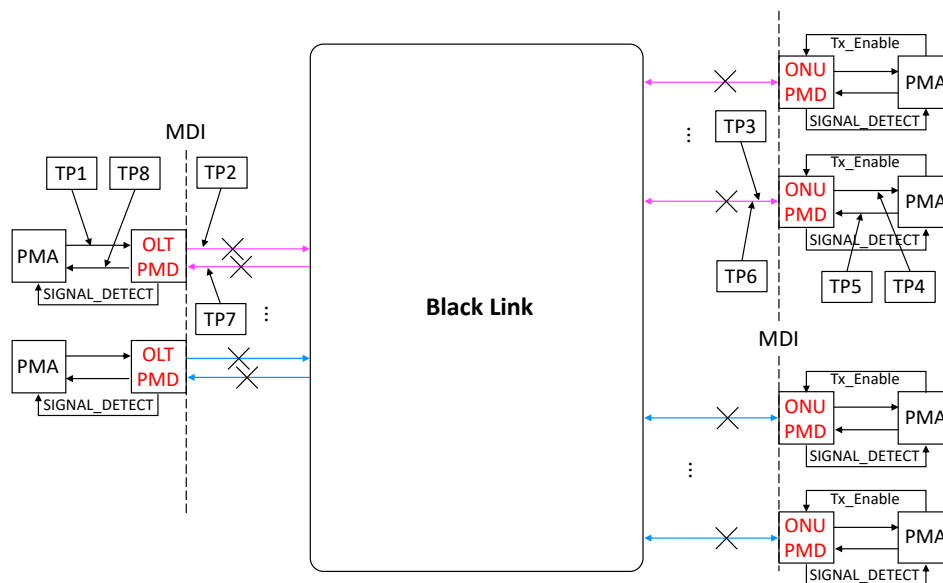 Tx_Enable
ONU
PMD
PMA
SIGNAL_DETECT
...
TP3
MDI
Tx_Enable
TP1
TP8
TP2
ONU
PMD
PMA
SIGNAL_DETECT
PMA
OLT
PMD
SIGNAL_DETECT
TP6
TP5
TP4
TP7
...
Black Link
MDI
PMA
OLT
PMD
SIGNAL_DETECT
Tx_Enable
ONU
PMD
PMA
SIGNAL_DETECT
...
Tx_Enable
ONU
PMD
PMA
SIGNAL_DETECT